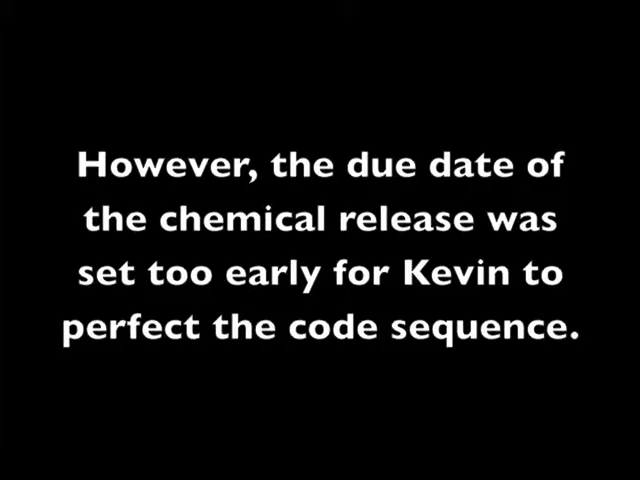 However, the due date of
the chemical release was
set too early for Kevin to
perfect the code sequence.